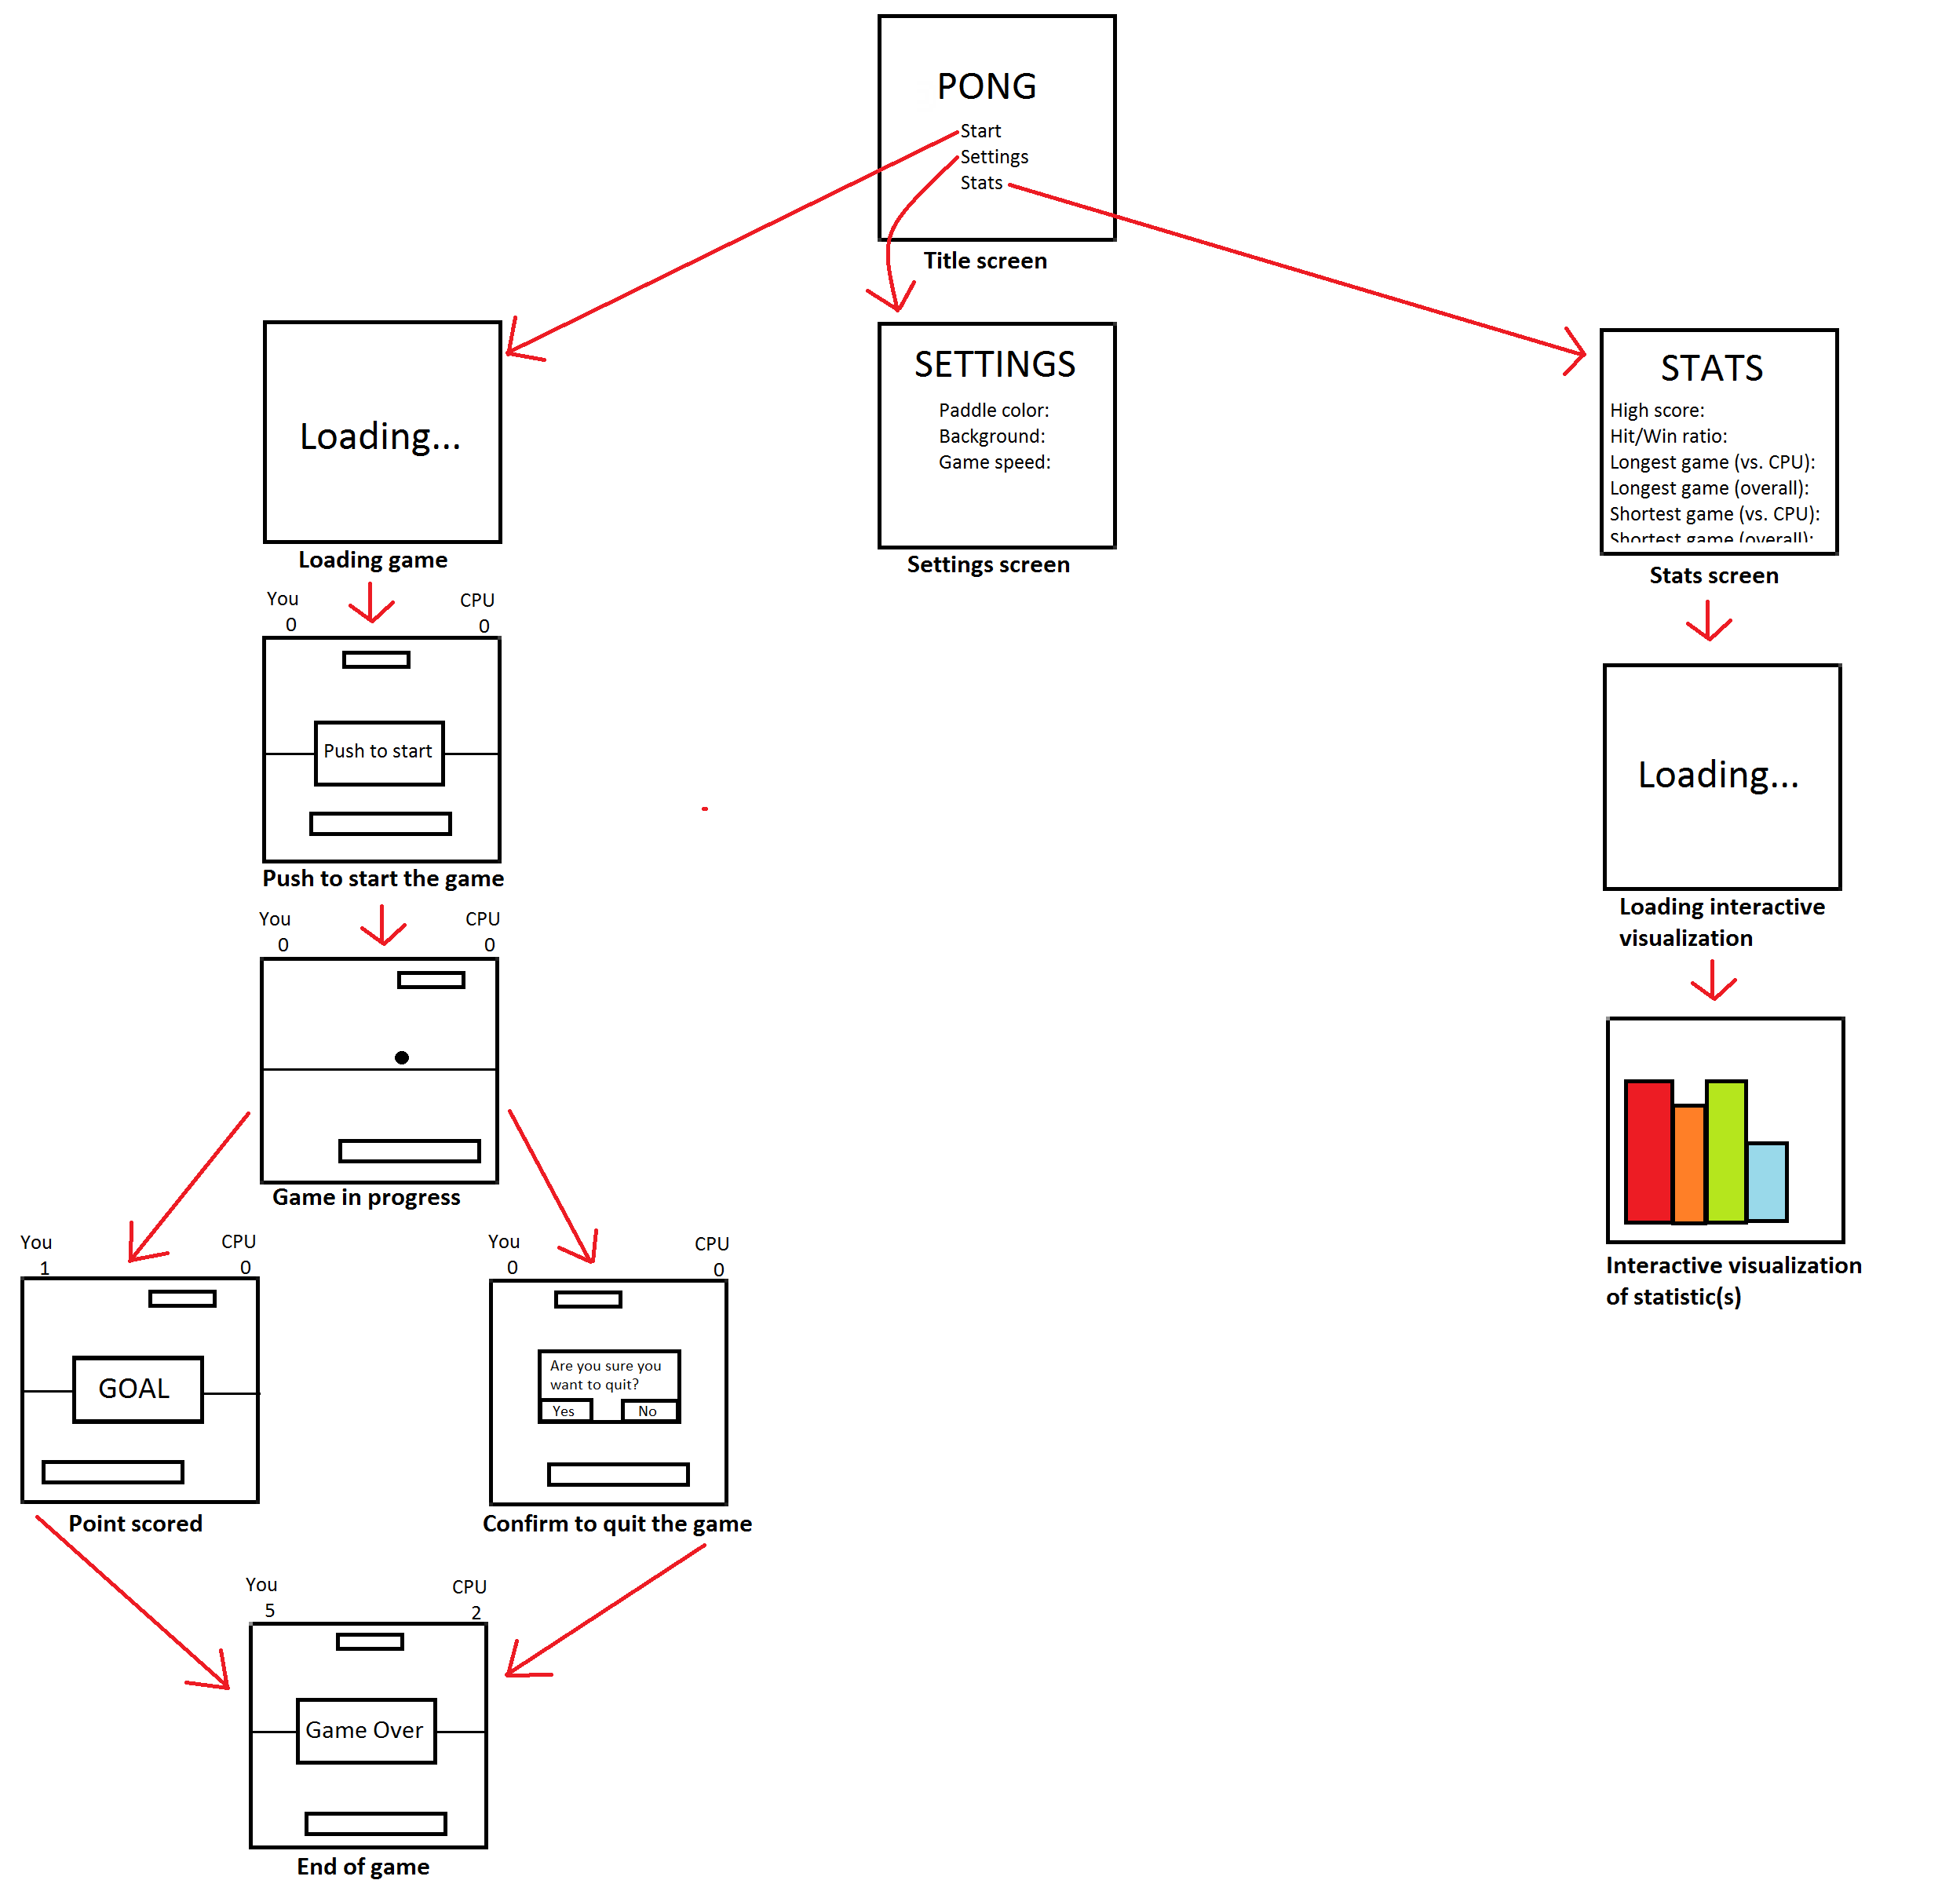 PONG
Start
Settings
Stats
Title screen
Loading...
Loading game
SETTINGS
Paddle color:
Background:
Game speed:
Settings screen
STATS
High score:
Hit/Win ratio:
Longest game (vs. CPU):
Longest game (overall):
Shortest game (vs. CPU):
Shortest game (overall):
Stats screen
You CPU
0 0
Push to start
Push to start the game
Loading...
Loading interactive
visualization
You CPU
0 0
Game in progress
Interactive visualization
of statistic(s)
You CPU
1 0
GOAL
Point scored
You CPU
0 0
Are you sure you
want to quit?
Yes No
Confirm to quit the game
You CPU
5 2
Game Over
End of game